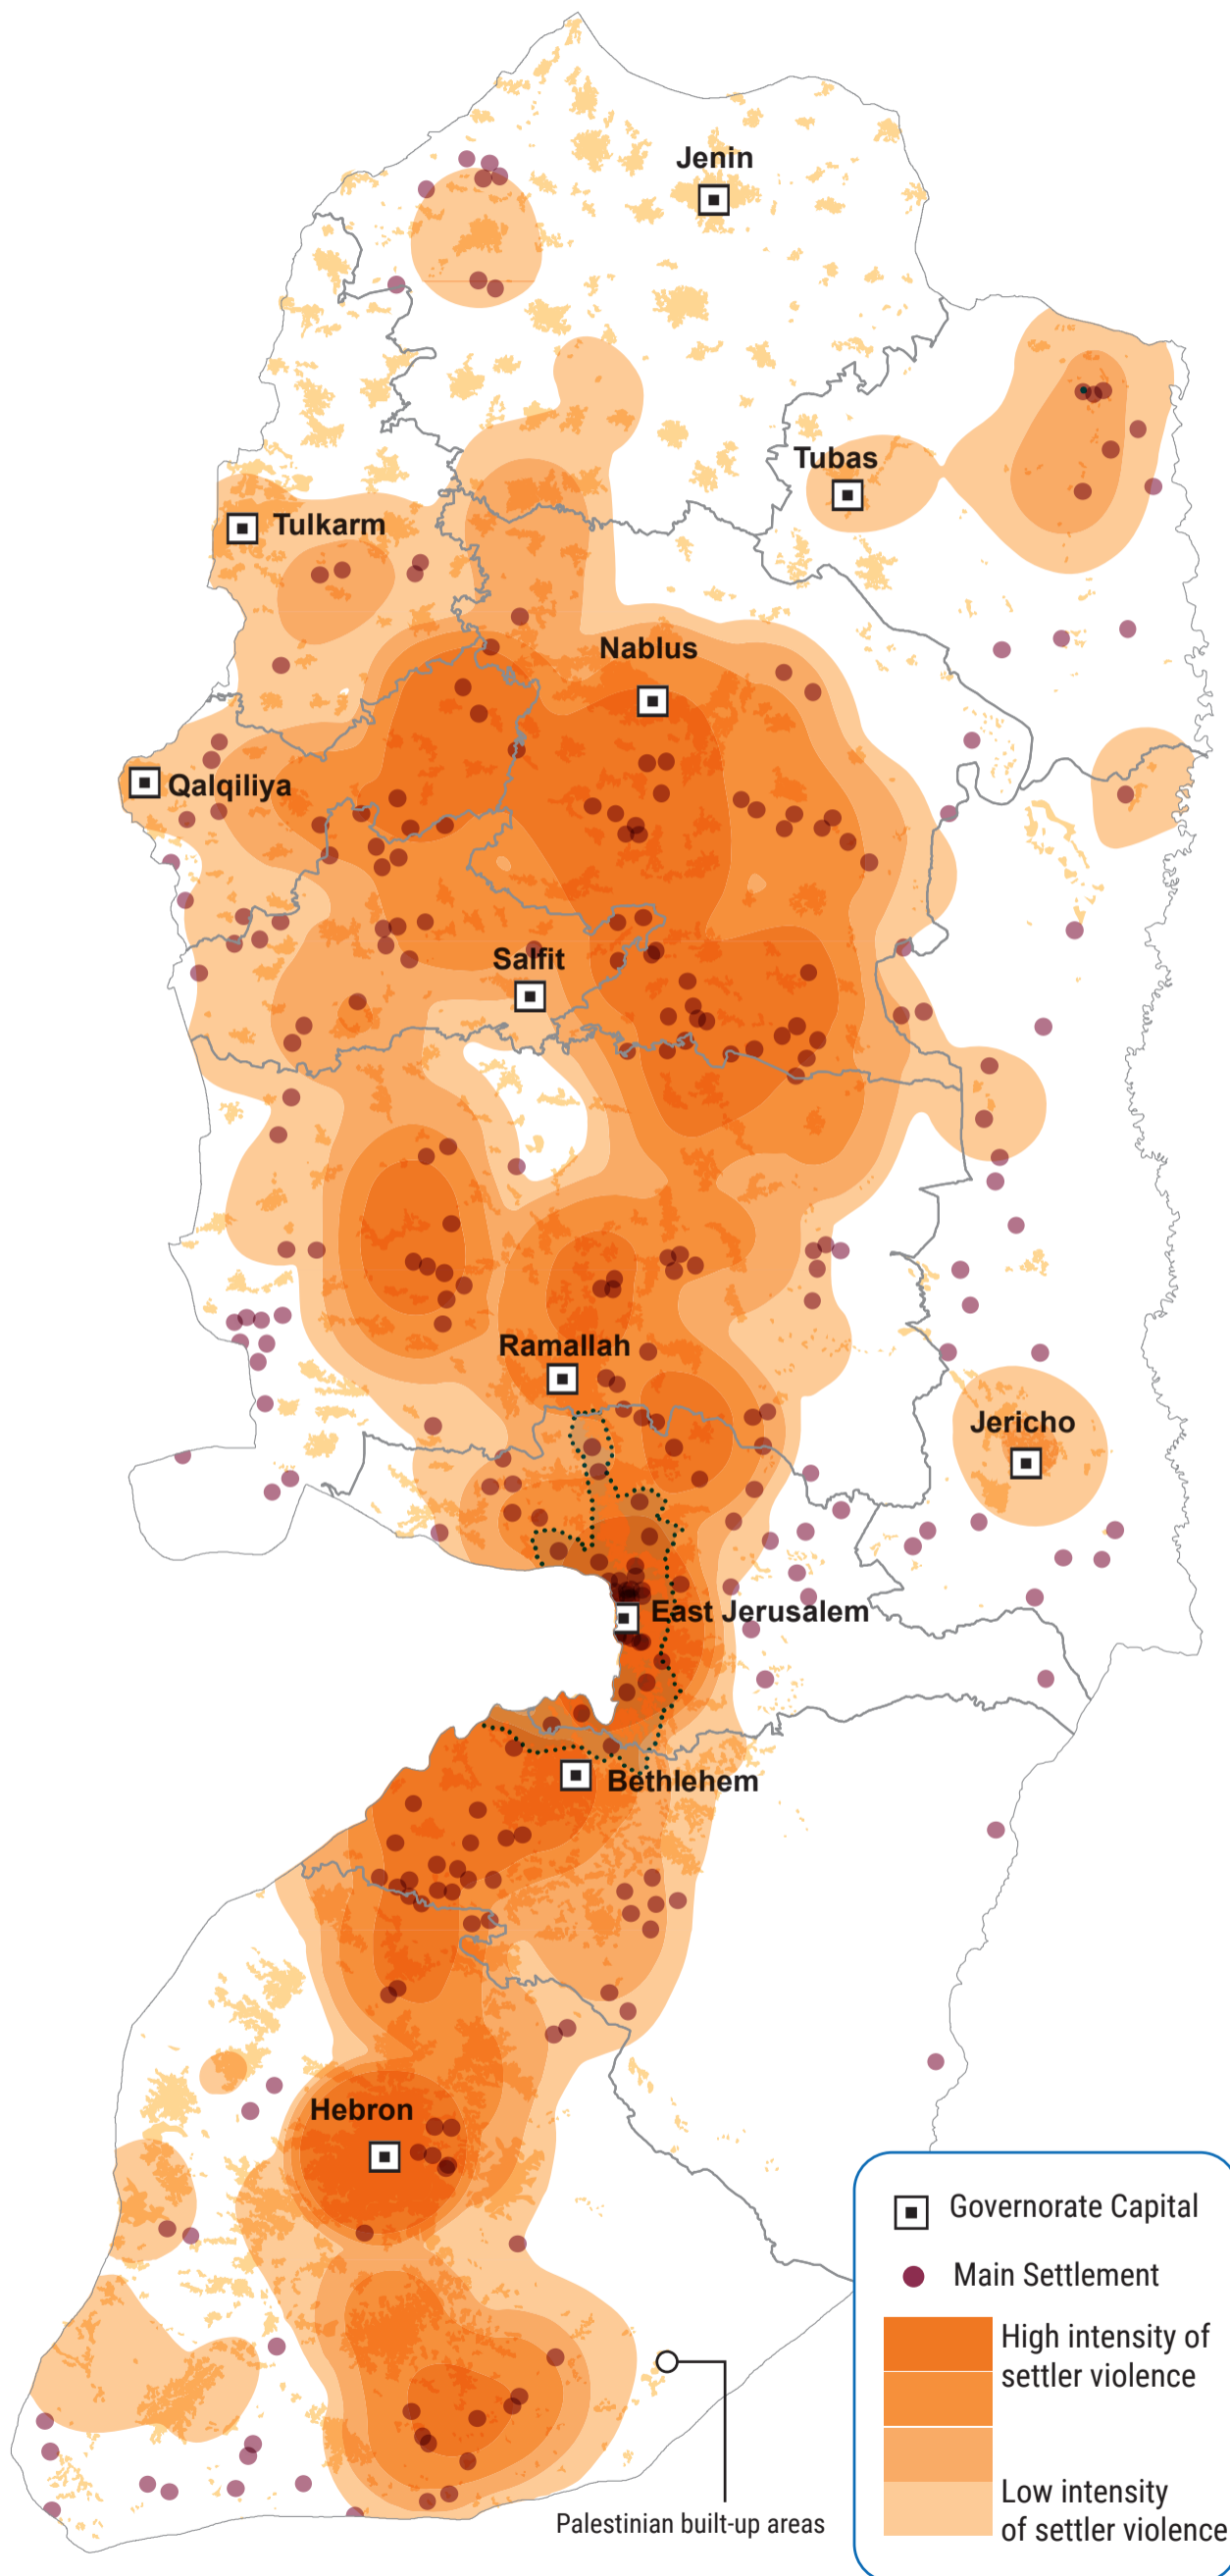 Jenin
Tubas
Tulkarm
Nablus
Qalqiliya
Salfit
Ramallah
Jericho
East Jerusalem
Bethlehem
Hebron
Governorate Capital
Main Settlement
High intensity of
settler violence
Low intensity
of settler violence
Palestinian built-up areas